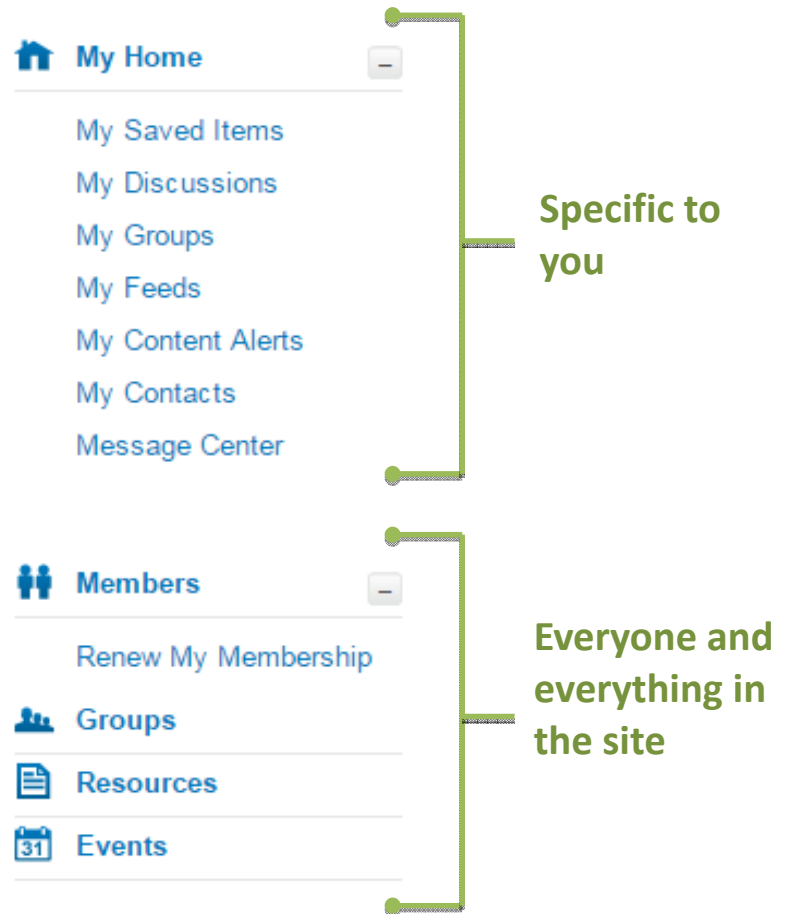 My Home
–
My Saved Items
My Discussions
My Groups
My Feeds
My Content Alerts
My Contacts
Message Center
Specific to
you
Members
–
Renew My Membership
Groups
Resources
31 Events
Everyone and
everything in
the site